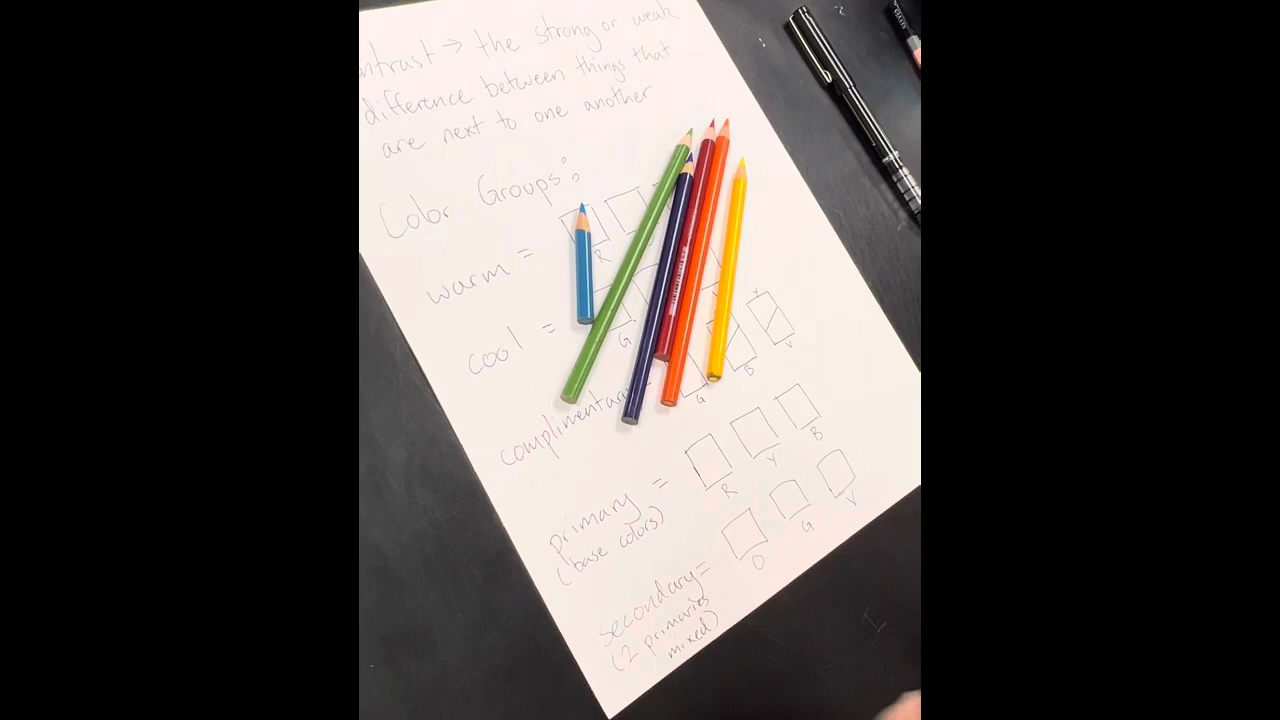 ntrast → the strong or weak
difference between things that
are next to one another
Color Groups:
warm =
R
cool =
G
complimentary=
Y
G
B
V
primary =
R
Y
B
(base colors)
secondary=
O
G
V
(2 primaries
mixed)